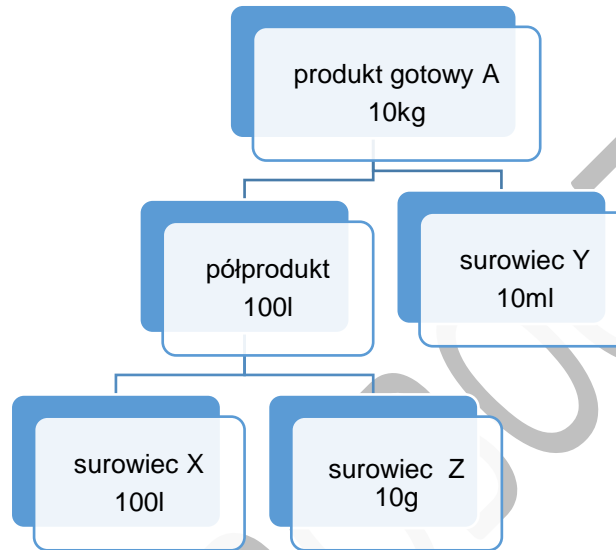 produkt gotowy A
10kg
półprodukt
100l
surowiec Y
10ml
surowiec X
100l
surowiec Z
10g